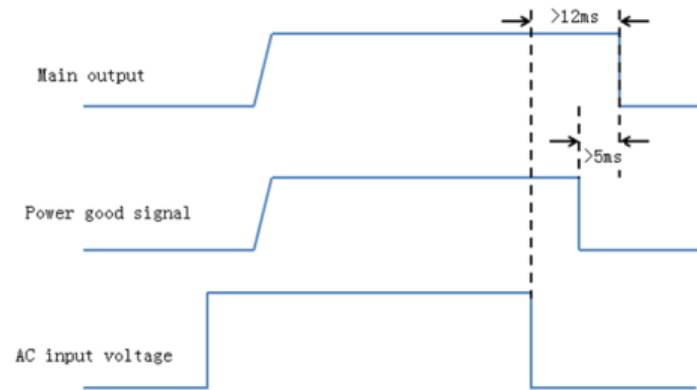 >12ms
Main output
>5ms
Power good signal
AC input voltage